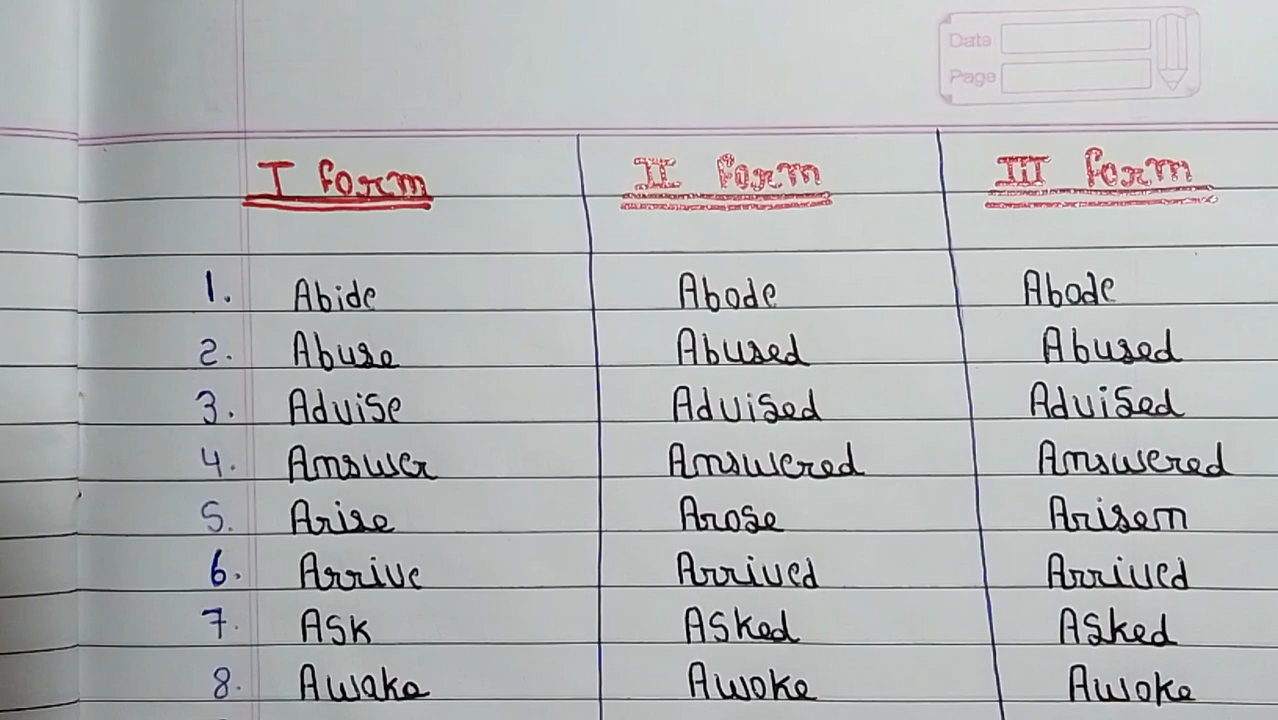 Date
Page
I form II form III form
1. Abide Abode Abode
2. Abuse Abused Abused
3. Advise Advised Advised
4. Answer Answered Answered
5. Arise Arose Arisen
6. Arrive Arrived Arrived
7. Ask Asked Asked
8. Awake Awoke Awoke